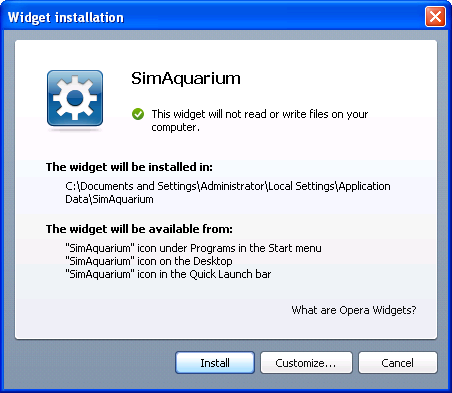 Widget installation
SimAquarium
This widget will not read or write files on your
computer.
The widget will be installed in:
C:\Documents and Settings\Administrator\Local Settings\Application
Data\SimAquarium
The widget will be available from:
"SimAquarium" icon under Programs in the Start menu
"SimAquarium" icon on the Desktop
"SimAquarium" icon in the Quick Launch bar
What are Opera Widgets?
Install
Customize...
Cancel